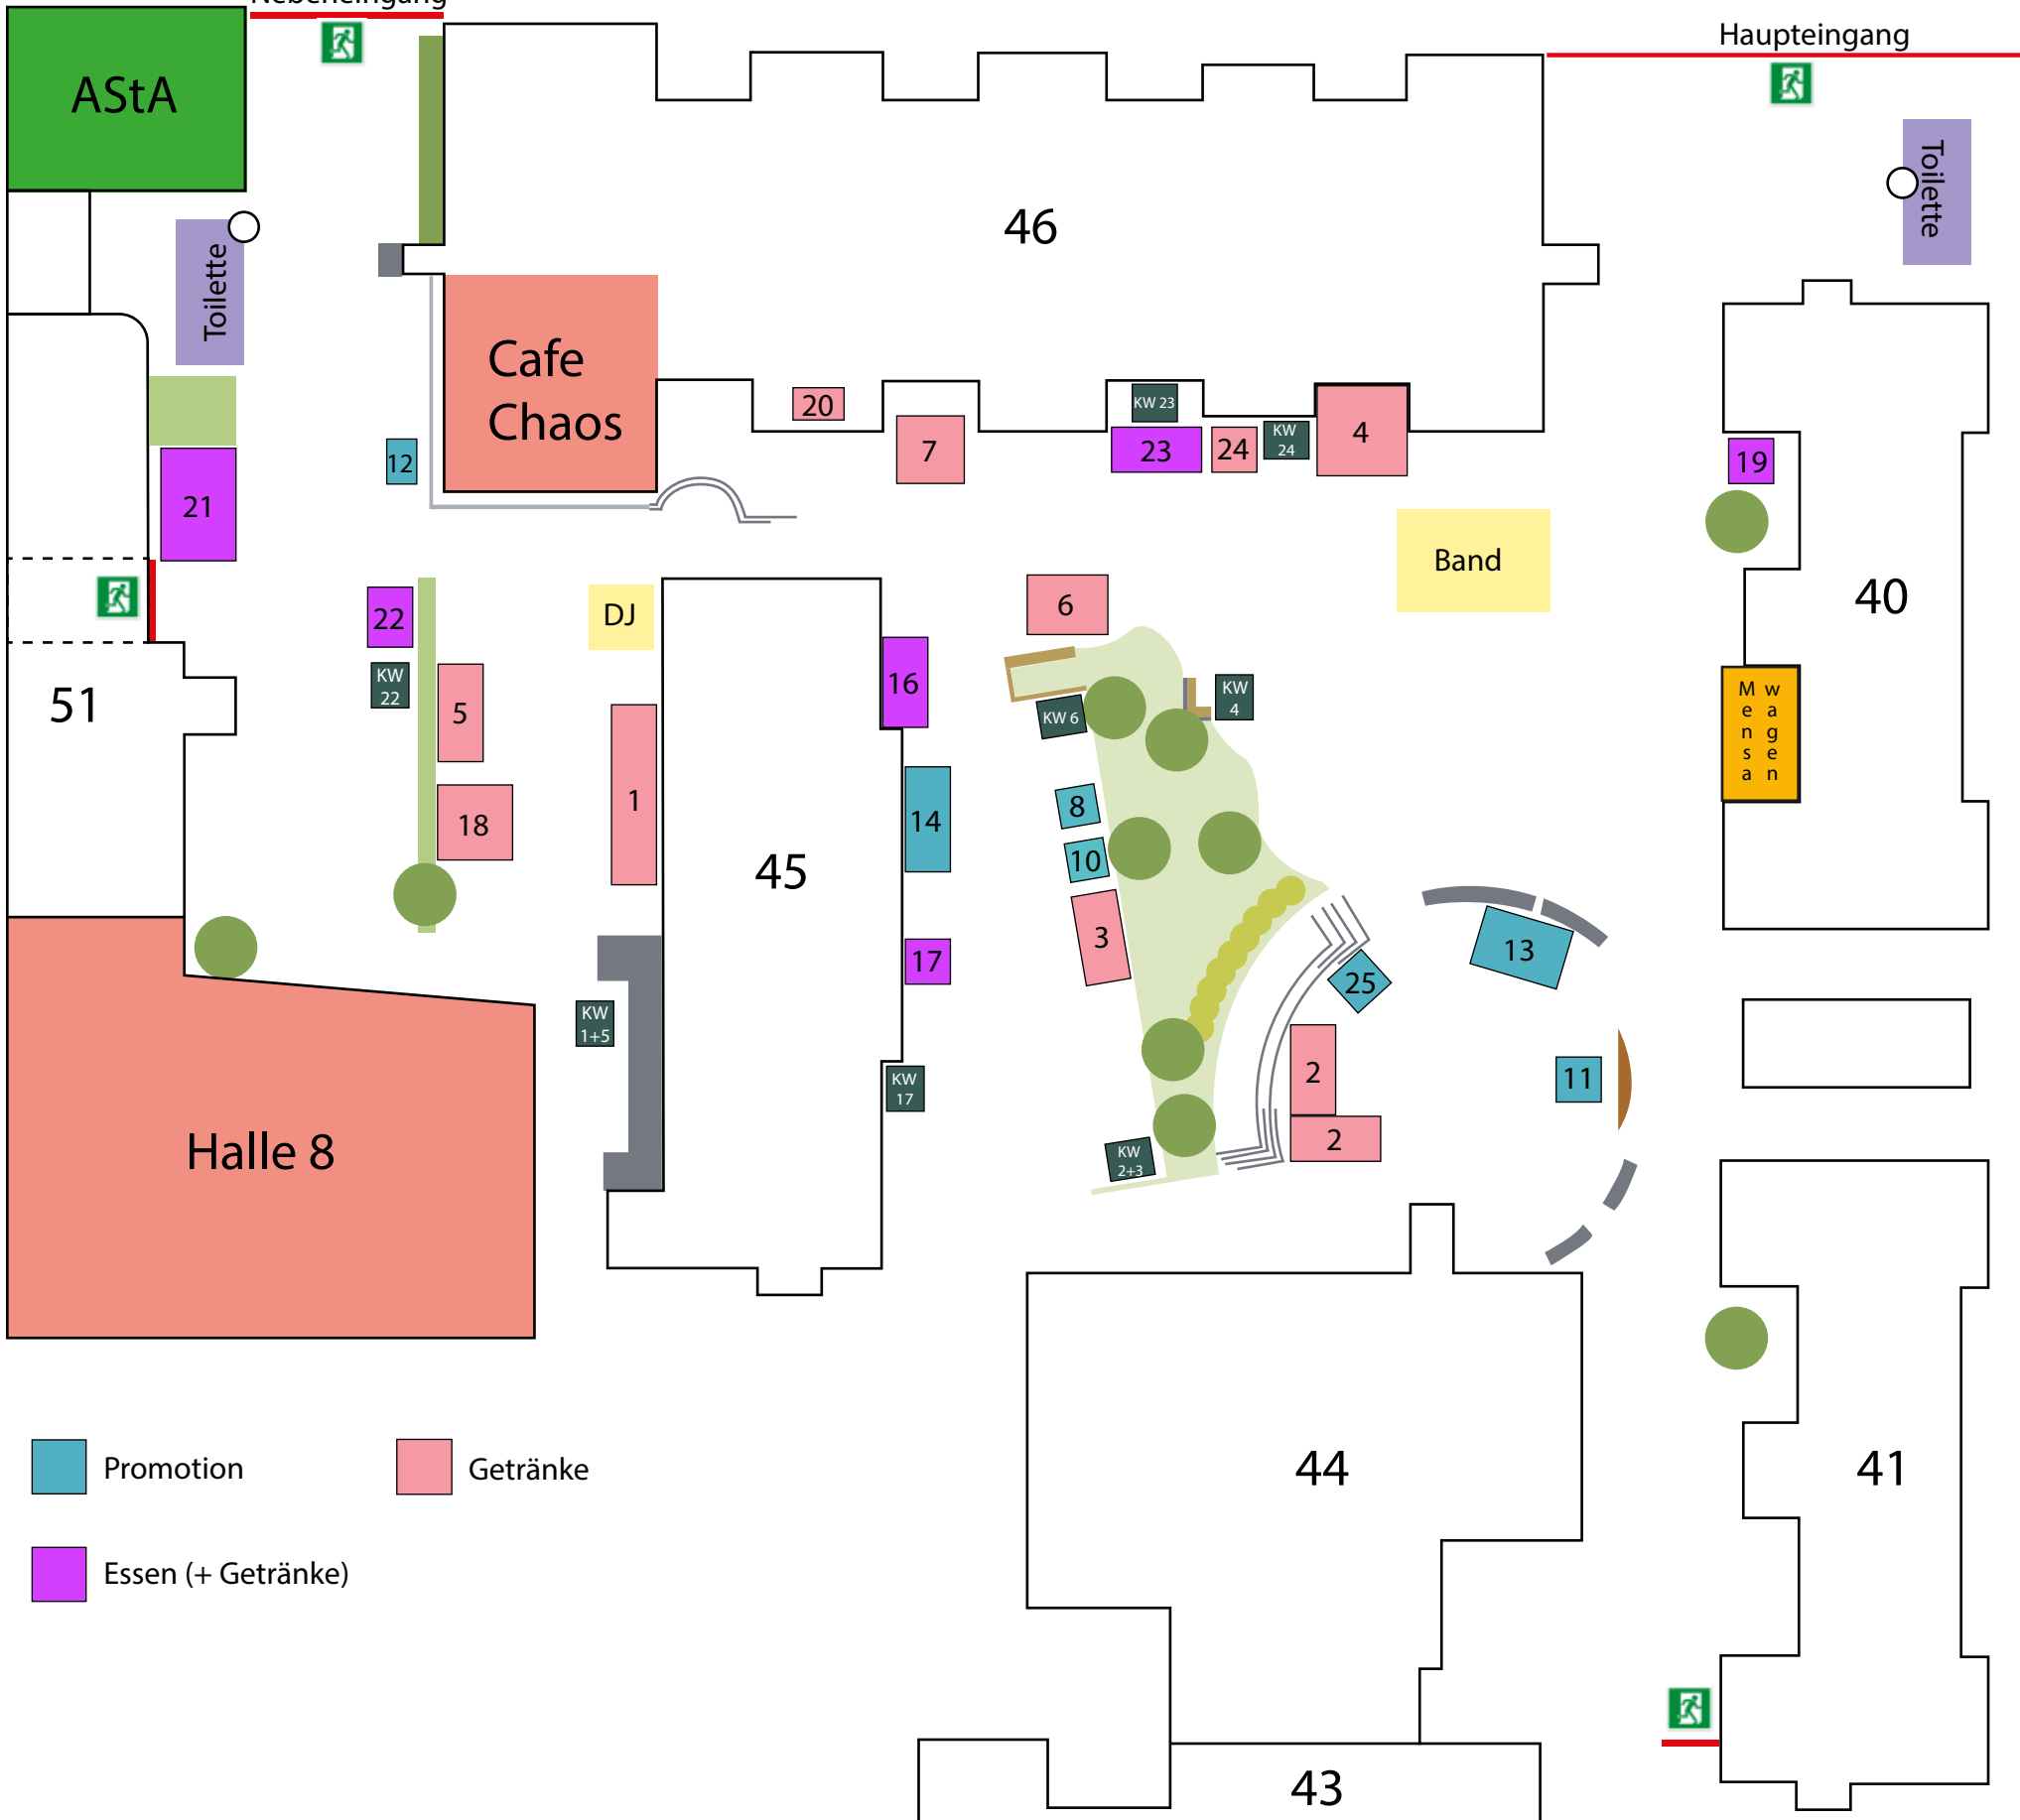 Nebeneingang
Haupteingang
AStA
Toilette
46
Toilette
Cafe
Chaos
20
7
KW 23
23
24
KW
24
4
12
21
19
Band
40
DJ
6
22
KW
22
5
51
16
KW 6
KW
4
Mensa
wagen
1
18
45
14
8
10
3
13
17
25
KW
1+5
KW
17
2
11
2
KW
2+3
Halle 8
44
41
Promotion
Getränke
Essen (+ Getränke)
43